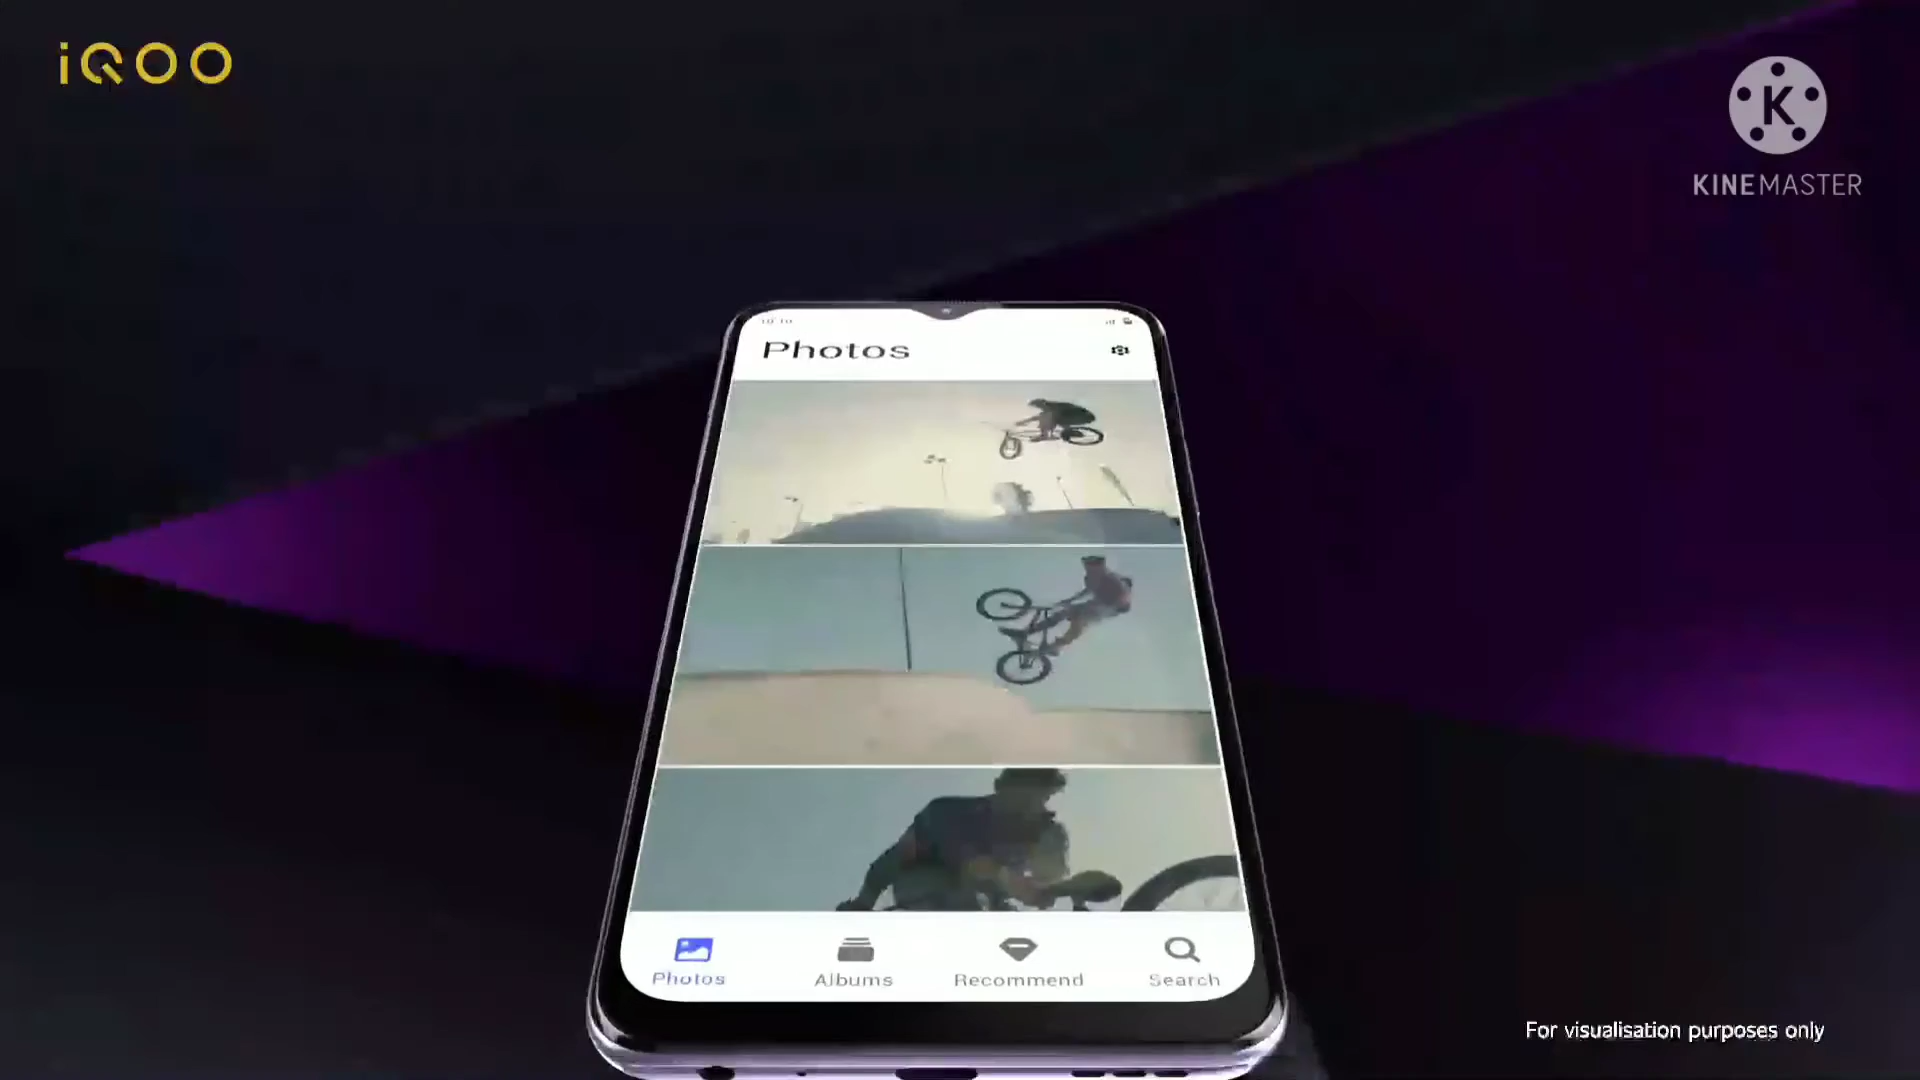 iQOO
K
KINEMASTER
Photos
Photos
Albums
Recommend
Search
For visualisation purposes only